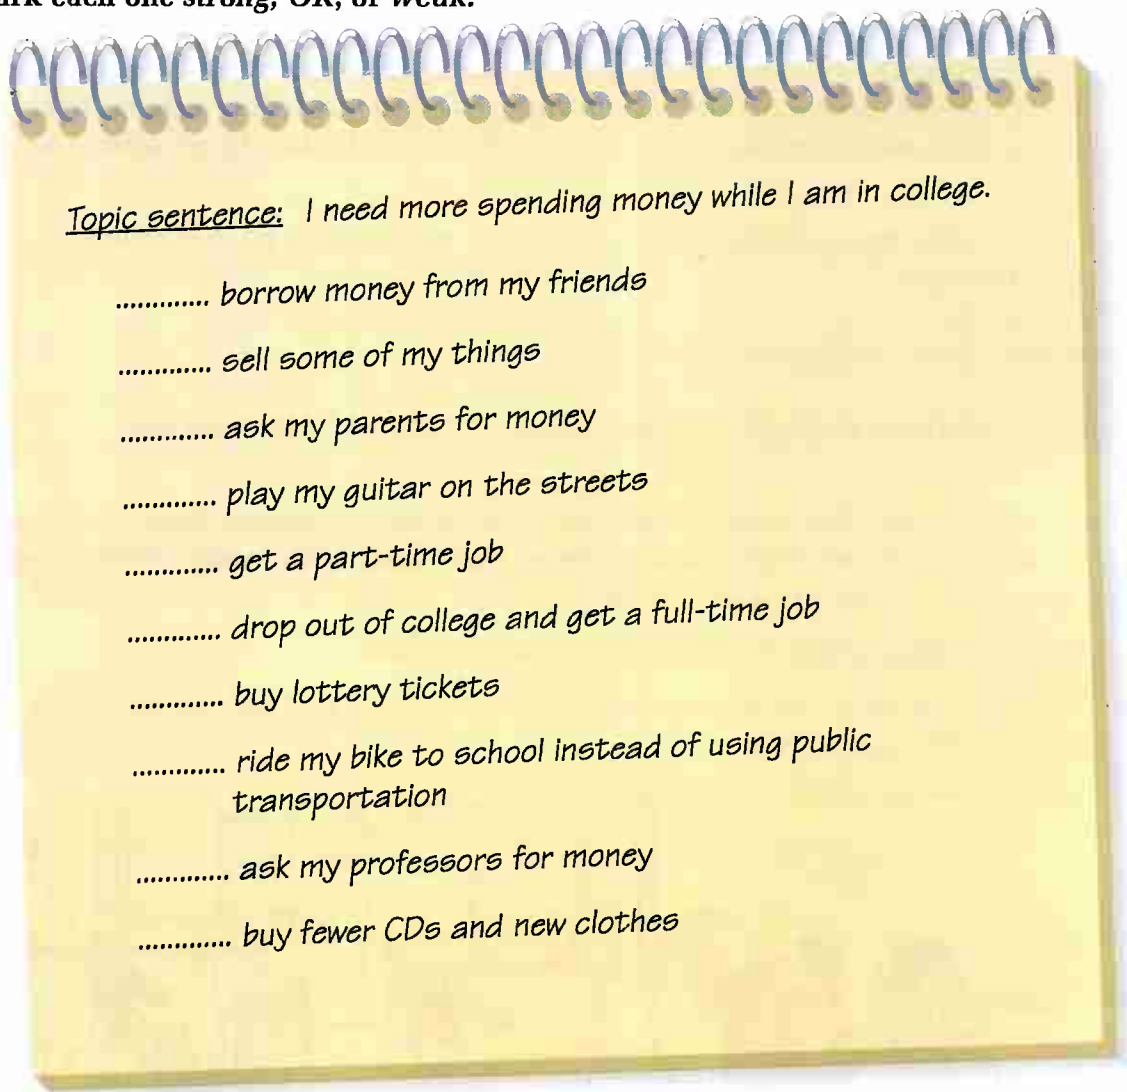 mark each one strong, OK, or weak.
Topic sentence: I need more spending money while I am in college.
............. borrow money from my friends
............. sell some of my things
............. ask my parents for money
............. play my guitar on the streets
............. get a part-time job
............. drop out of college and get a full-time job
............. buy lottery tickets
............. ride my bike to school instead of using public
transportation
............. ask my professors for money
............. buy fewer CDs and new clothes